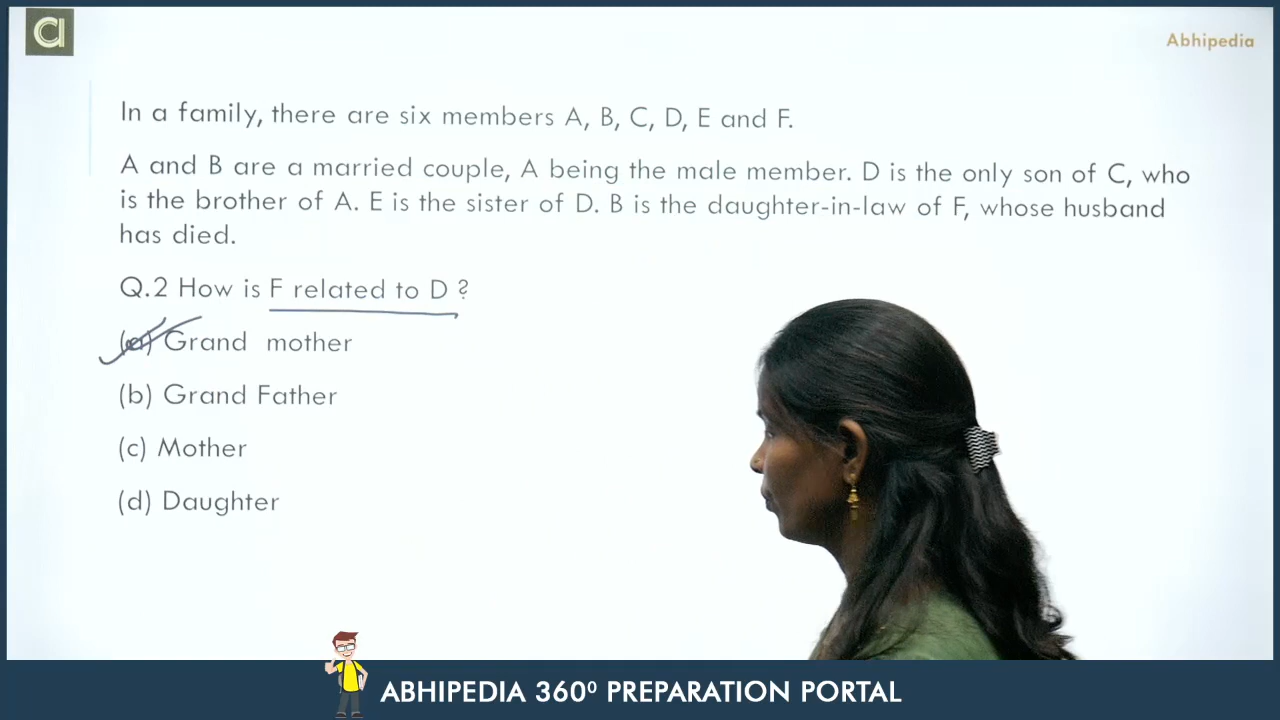 Abhipedia
In a family, there are six members A, B, C, D, E and F.
A and B are a married couple, A being the male member. D is the only son of C, who
is the brother of A. E is the sister of D. B is the daughter-in-law of F, whose husband
has died.
Q.2 How is F related to D ?
(a) Grand mother
(b) Grand Father
(c) Mother
(d) Daughter
ABHIPEDIA 360⁰ PREPARATION PORTAL